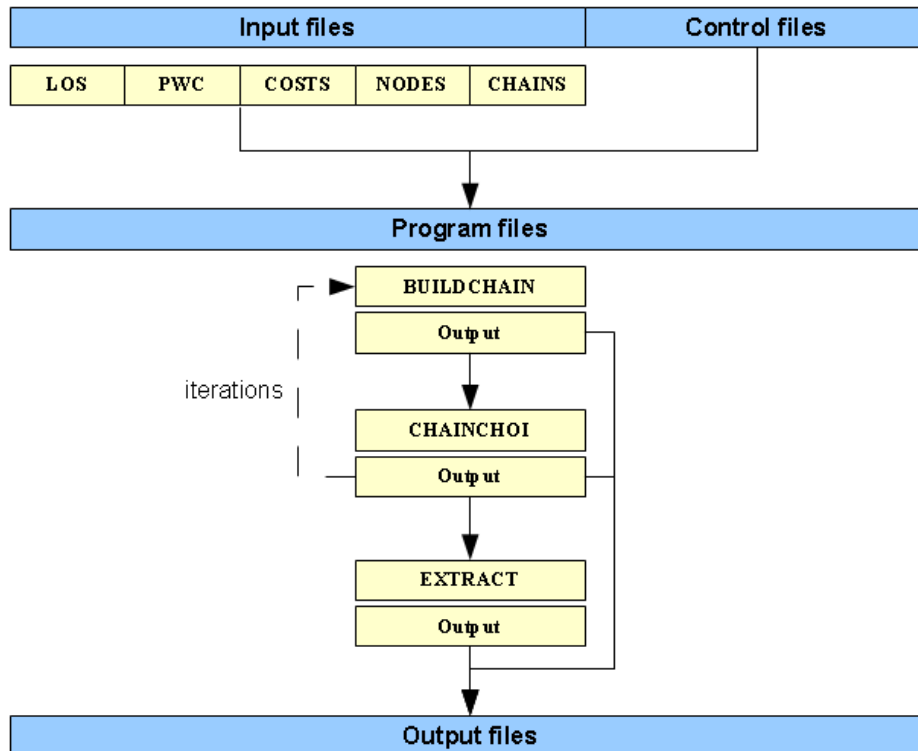 Input files
Control files
LOS
PWC
COSTS
NODES
CHAINS
Program files
BUILDCHAIN
Output
iterations
CHAINCHOI
Output
EXTRACT
Output
Output files